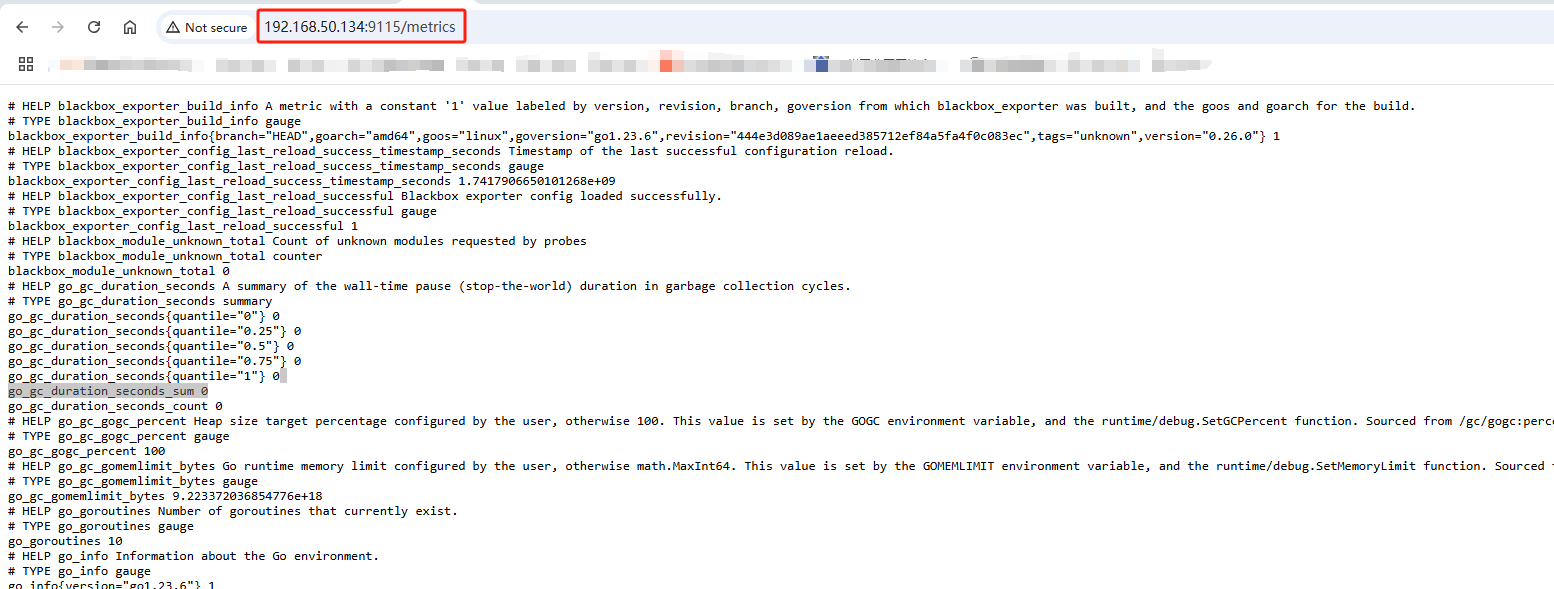 Not secure 192.168.50.134:9115/metrics
# HELP blackbox_exporter_build_info A metric with a constant '1' value labeled by version, revision, branch, goversion from which blackbox_exporter was built, and the goos and goarch for the build.
# TYPE blackbox_exporter_build_info gauge
blackbox_exporter_build_info{branch="HEAD",goarch="amd64",goos="linux",goversion="go1.23.6",revision="444e3d089ae1aeeed385712ef84a5fa4f0c083ec",tags="unknown",version="0.26.0"} 1
# HELP blackbox_exporter_config_last_reload_success_timestamp_seconds Timestamp of the last successful configuration reload.
# TYPE blackbox_exporter_config_last_reload_success_timestamp_seconds gauge
blackbox_exporter_config_last_reload_success_timestamp_seconds 1.7417906650101268e+09
# HELP blackbox_exporter_config_last_reload_successful Blackbox exporter config loaded successfully.
# TYPE blackbox_exporter_config_last_reload_successful gauge
blackbox_exporter_config_last_reload_successful 1
# HELP blackbox_module_unknown_total Count of unknown modules requested by probes
# TYPE blackbox_module_unknown_total counter
blackbox_module_unknown_total 0
# HELP go_gc_duration_seconds A summary of the wall-time pause (stop-the-world) duration in garbage collection cycles.
# TYPE go_gc_duration_seconds summary
go_gc_duration_seconds{quantile="0"} 0
go_gc_duration_seconds{quantile="0.25"} 0
go_gc_duration_seconds{quantile="0.5"} 0
go_gc_duration_seconds{quantile="0.75"} 0
go_gc_duration_seconds{quantile="1"} 0
go_gc_duration_seconds_sum 0
go_gc_duration_seconds_count 0
# HELP go_gc_gogc_percent Heap size target percentage configured by the user, otherwise 100. This value is set by the GOGC environment variable, and the runtime/debug.SetGCPercent function. Sourced from /gc/gogc:perc
# TYPE go_gc_gogc_percent gauge
go_gc_gogc_percent 100
# HELP go_gc_gomemlimit_bytes Go runtime memory limit configured by the user, otherwise math.MaxInt64. This value is set by the GOMEMLIMIT environment variable, and the runtime/debug.SetMemoryLimit function. Sourced
# TYPE go_gc_gomemlimit_bytes gauge
go_gc_gomemlimit_bytes 9.223372036854776e+18
# HELP go_goroutines Number of goroutines that currently exist.
# TYPE go_goroutines gauge
go_goroutines 10
# HELP go_info Information about the Go environment.
# TYPE go_info gauge
go_info{version="go1.23.6"} 1